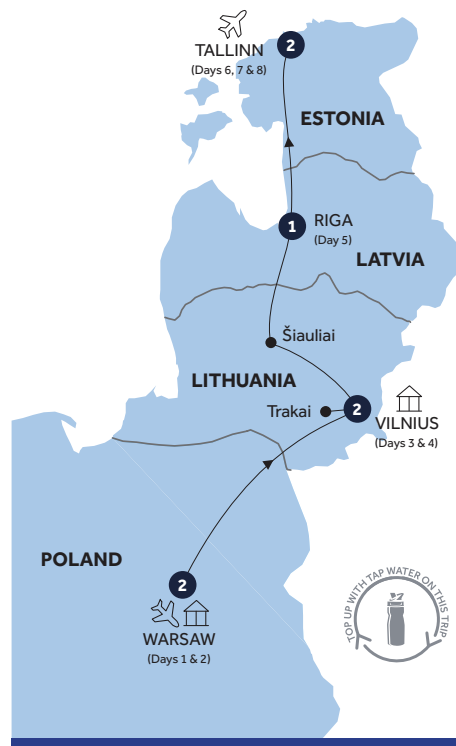 TALLINN
(Days 6, 7 & 8)
2
ESTONIA
1
RIGA
(Day 5)
LATVIA
Šiauliai
LITHUANIA
Trakai
2
VILNIUS
(Days 3 & 4)
POLAND
2
WARSAW
(Days 1 & 2)
TOP UP WITH TAP WATER ON THIS TRIP